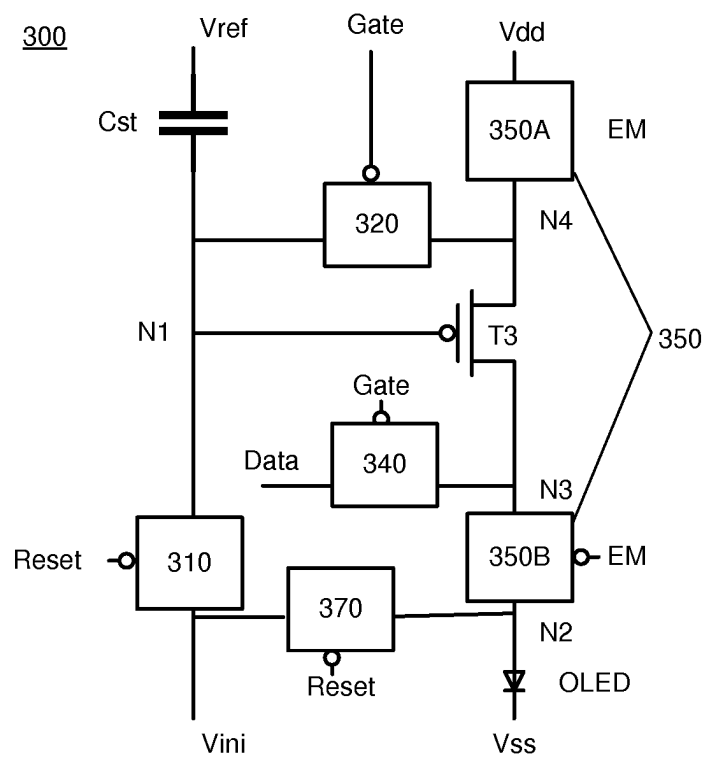 300
Vref
Gate
Vdd
Cst
350A
EM
320
N4
N1
T3
350
Gate
Data
340
N3
Reset
310
350B
EM
370
N2
Reset
OLED
Vini
Vss